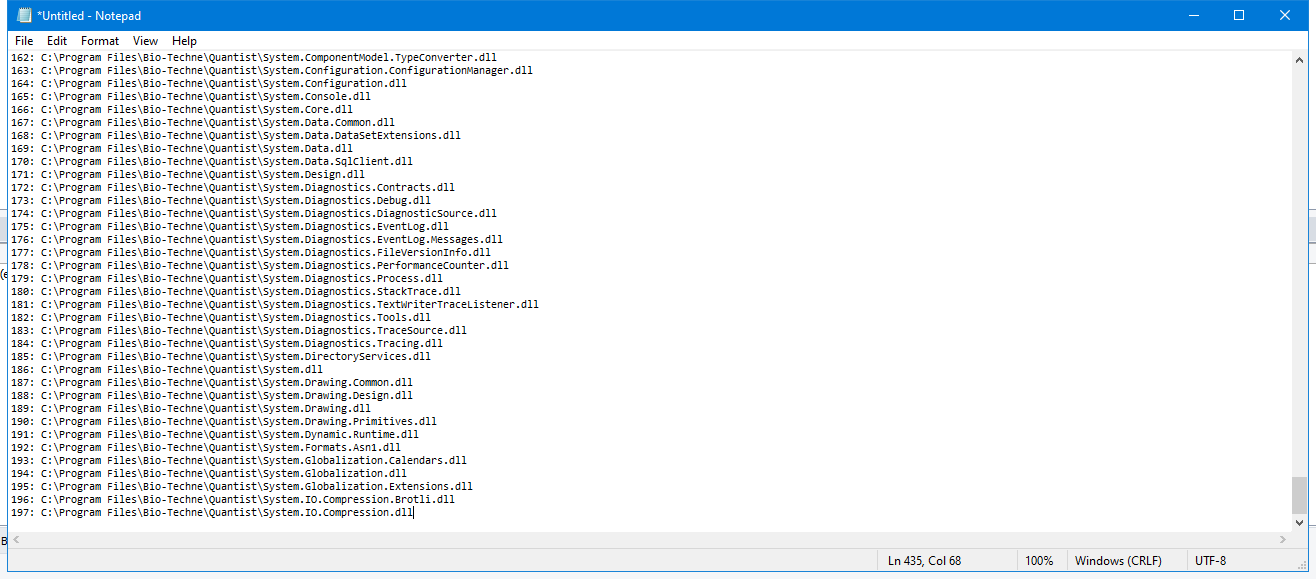 *Untitled - Notepad
File Edit Format View Help
162: C:\Program Files\Bio-Techne\Quantist\System.ComponentModel.TypeConverter.dll
163: C:\Program Files\Bio-Techne\Quantist\System.Configuration.ConfigurationManager.dll
164: C:\Program Files\Bio-Techne\Quantist\System.Configuration.dll
165: C:\Program Files\Bio-Techne\Quantist\System.Console.dll
166: C:\Program Files\Bio-Techne\Quantist\System.Core.dll
167: C:\Program Files\Bio-Techne\Quantist\System.Data.Common.dll
168: C:\Program Files\Bio-Techne\Quantist\System.Data.DataSetExtensions.dll
169: C:\Program Files\Bio-Techne\Quantist\System.Data.dll
170: C:\Program Files\Bio-Techne\Quantist\System.Data.SqlClient.dll
171: C:\Program Files\Bio-Techne\Quantist\System.Design.dll
172: C:\Program Files\Bio-Techne\Quantist\System.Diagnostics.Contracts.dll
173: C:\Program Files\Bio-Techne\Quantist\System.Diagnostics.Debug.dll
174: C:\Program Files\Bio-Techne\Quantist\System.Diagnostics.DiagnosticSource.dll
175: C:\Program Files\Bio-Techne\Quantist\System.Diagnostics.EventLog.dll
176: C:\Program Files\Bio-Techne\Quantist\System.Diagnostics.EventLog.Messages.dll
177: C:\Program Files\Bio-Techne\Quantist\System.Diagnostics.FileVersionInfo.dll
178: C:\Program Files\Bio-Techne\Quantist\System.Diagnostics.PerformanceCounter.dll
179: C:\Program Files\Bio-Techne\Quantist\System.Diagnostics.Process.dll
180: C:\Program Files\Bio-Techne\Quantist\System.Diagnostics.StackTrace.dll
181: C:\Program Files\Bio-Techne\Quantist\System.Diagnostics.TextWriterTraceListener.dll
182: C:\Program Files\Bio-Techne\Quantist\System.Diagnostics.Tools.dll
183: C:\Program Files\Bio-Techne\Quantist\System.Diagnostics.TraceSource.dll
184: C:\Program Files\Bio-Techne\Quantist\System.Diagnostics.Tracing.dll
185: C:\Program Files\Bio-Techne\Quantist\System.DirectoryServices.dll
186: C:\Program Files\Bio-Techne\Quantist\System.dll
187: C:\Program Files\Bio-Techne\Quantist\System.Drawing.Common.dll
188: C:\Program Files\Bio-Techne\Quantist\System.Drawing.Design.dll
189: C:\Program Files\Bio-Techne\Quantist\System.Drawing.dll
190: C:\Program Files\Bio-Techne\Quantist\System.Drawing.Primitives.dll
191: C:\Program Files\Bio-Techne\Quantist\System.Dynamic.Runtime.dll
192: C:\Program Files\Bio-Techne\Quantist\System.Formats.Asn1.dll
193: C:\Program Files\Bio-Techne\Quantist\System.Globalization.Calendars.dll
194: C:\Program Files\Bio-Techne\Quantist\System.Globalization.dll
195: C:\Program Files\Bio-Techne\Quantist\System.Globalization.Extensions.dll
196: C:\Program Files\Bio-Techne\Quantist\System.IO.Compression.Brotli.dll
197: C:\Program Files\Bio-Techne\Quantist\System.IO.Compression.dll
Ln 435, Col 68 100% Windows (CRLF) UTF-8